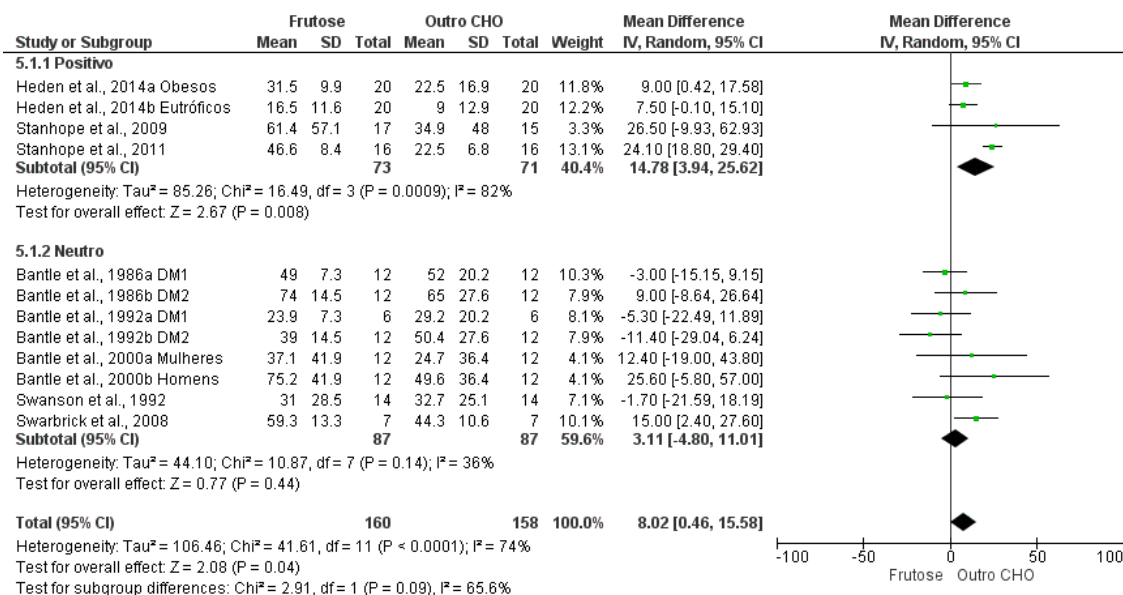 Frutose Outro CHO Mean Difference Mean Difference
Study or Subgroup Mean SD Total Mean SD Total Weight IV, Random, 95% CI IV, Random, 95% CI
5.1.1 Positivo
Heden et al., 2014a Obesos 31.5 9.9 20 22.5 16.9 20 11.8% 9.00 [0.42, 17.58]
Heden et al., 2014b Eutróficos 16.5 11.6 20 9 12.9 20 12.2% 7.50 [-0.10, 15.10]
Stanhope et al., 2009 61.4 57.1 17 34.9 48 15 3.3% 26.50 [-9.93, 62.93]
Stanhope et al., 2011 46.6 8.4 16 22.5 6.8 16 13.1% 24.10 [18.80, 29.40]
Subtotal (95% CI) 73 71 40.4% 14.78 [3.94, 25.62]
Heterogeneity: Tau² = 85.26; Chi² = 16.49, df = 3 (P = 0.0009); I² = 82%
Test for overall effect: Z = 2.67 (P = 0.008)
5.1.2 Neutro
Bantle et al., 1986a DM1 49 7.3 12 52 20.2 12 10.3% -3.00 [-15.15, 9.15]
Bantle et al., 1986b DM2 74 14.5 12 65 27.6 12 7.9% 9.00 [-8.64, 26.64]
Bantle et al., 1992a DM1 23.9 7.3 6 29.2 20.2 6 8.1% -5.30 [-22.49, 11.89]
Bantle et al., 1992b DM2 39 14.5 12 50.4 27.6 12 7.9% -11.40 [-29.04, 6.24]
Bantle et al., 2000a Mulheres 37.1 41.9 12 24.7 36.4 12 4.1% 12.40 [-19.00, 43.80]
Bantle et al., 2000b Homens 75.2 41.9 12 49.6 36.4 12 4.1% 25.60 [-5.80, 57.00]
Swanson et al., 1992 31 28.5 14 32.7 25.1 14 7.1% -1.70 [-21.59, 18.19]
Swarbrick et al., 2008 59.3 13.3 7 44.3 10.6 7 10.1% 15.00 [2.40, 27.60]
Subtotal (95% CI) 87 87 59.6% 3.11 [-4.80, 11.01]
Heterogeneity: Tau² = 44.10; Chi² = 10.87, df = 7 (P = 0.14); I² = 36%
Test for overall effect: Z = 0.77 (P = 0.44)
Total (95% CI) 160 158 100.0% 8.02 [0.46, 15.58]
Heterogeneity: Tau² = 106.46; Chi² = 41.61, df = 11 (P < 0.0001); I² = 74%
Test for overall effect: Z = 2.08 (P = 0.04)
Test for subgroup differences: Chi² = 2.91, df = 1 (P = 0.09), I² = 65.6%
-100 -50 0 50 100
Frutose Outro CHO